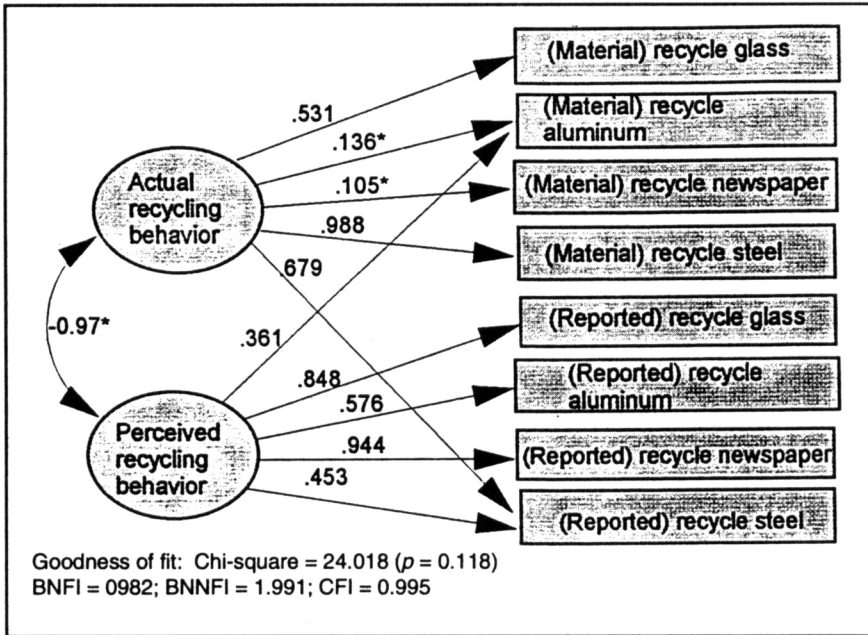 (Material) recycle glass
.531
(Material) recycle
aluminum
.136*
Actual
recycling
behavior
.105*
(Material) recycle newspaper
.988
(Material) recycle steel
.679
-0.97*
.361
(Reported) recycle glass
.848
(Reported) recycle
aluminum
.576
Perceived
recycling
behavior
.944
(Reported) recycle newspaper
.453
(Reported) recycle steel
Goodness of fit: Chi-square = 24.018 (p = 0.118)
BNFI = 0982; BNNFI = 1.991; CFI = 0.995